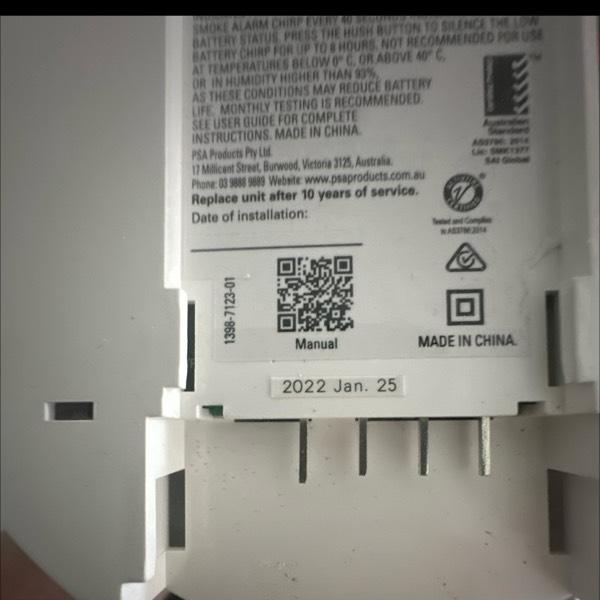 SMOKE ALARM CHIRP EVERY 40 SECONDS
BATTERY STATUS. PRESS THE HUSH BUTTON TO SILENCE THE LOW
BATTERY CHIRP FOR UP TO 8 HOURS. NOT RECOMMENDED FOR USE
AT TEMPERATURES BELOW 0° C, OR ABOVE 40° C,
OR IN HUMIDITY HIGHER THAN 93%,
AS THESE CONDITIONS MAY REDUCE BATTERY
LIFE. MONTHLY TESTING IS RECOMMENDED.
SEE USER GUIDE FOR COMPLETE
INSTRUCTIONS. MADE IN CHINA.
Australian
Standard
AS3786: 2014
Lic: SMK1377
SAI Global
PSA Products Pty Ltd.
17 Millicent Street, Burwood, Victoria 3125, Australia.
Phone: 03 9888 9889 Website: www.psaproducts.com.au
Replace unit after 10 years of service.
Date of installation:
Tested and Complies
to AS3786:2014
1398-7123-01
Manual
MADE IN CHINA.
2022 Jan. 25